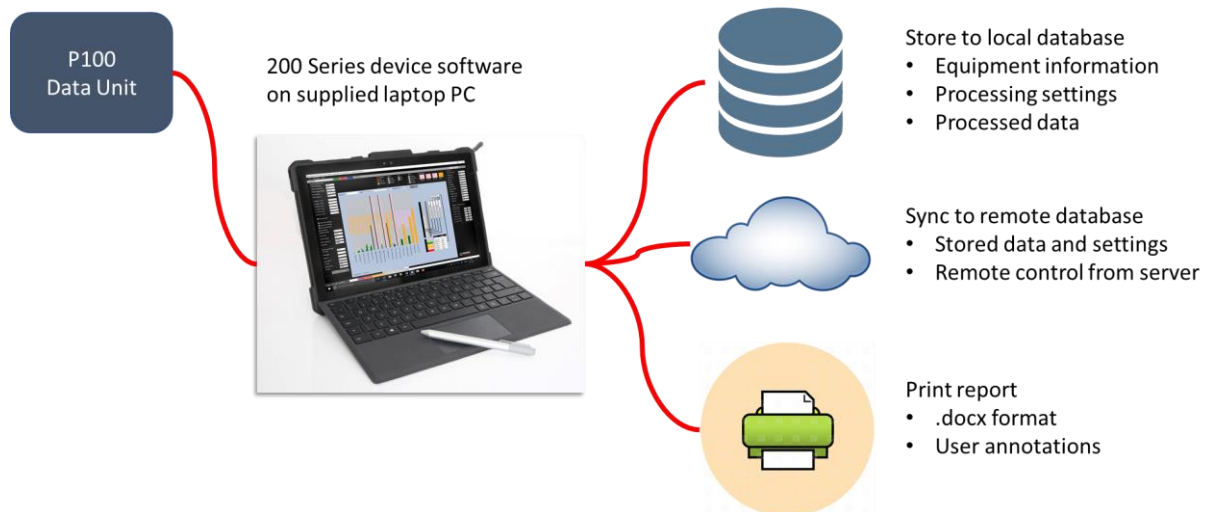 P100
Data Unit
200 Series device software
on supplied laptop PC
Store to local database
• Equipment information
• Processing settings
• Processed data
Sync to remote database
• Stored data and settings
• Remote control from server
Print report
• .docx format
• User annotations